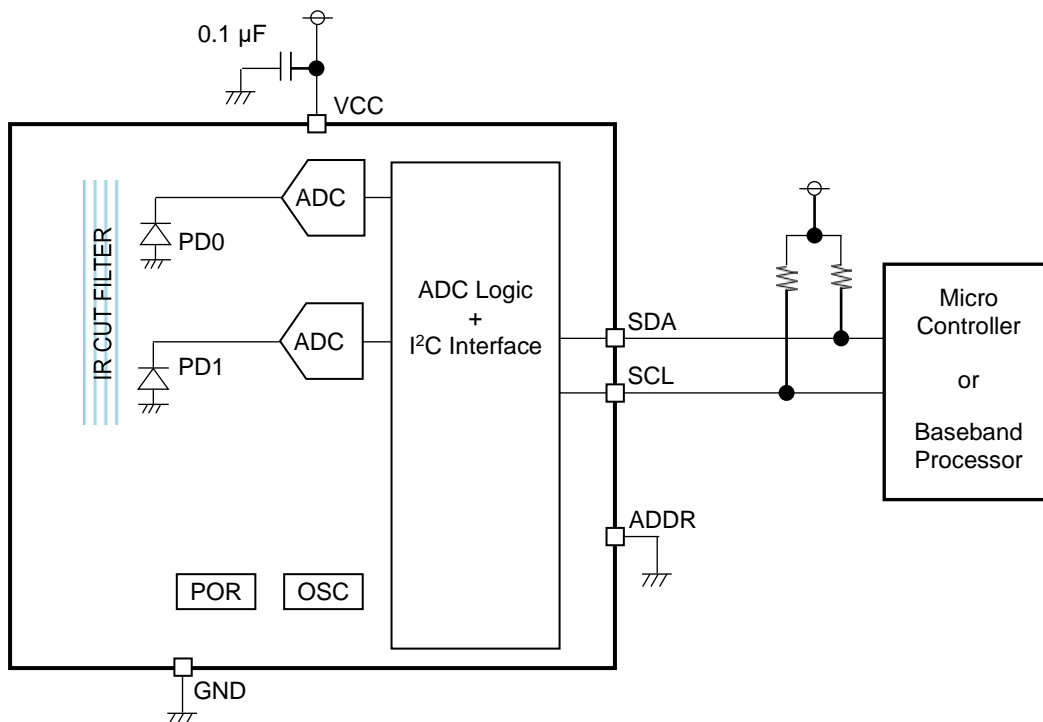 0.1 µF
VCC
IR CUT FILTER
PD0
ADC
PD1
ADC
ADC Logic
+
I²C Interface
SDA
SCL
ADDR
POR
OSC
GND
Micro
Controller
or
Baseband
Processor